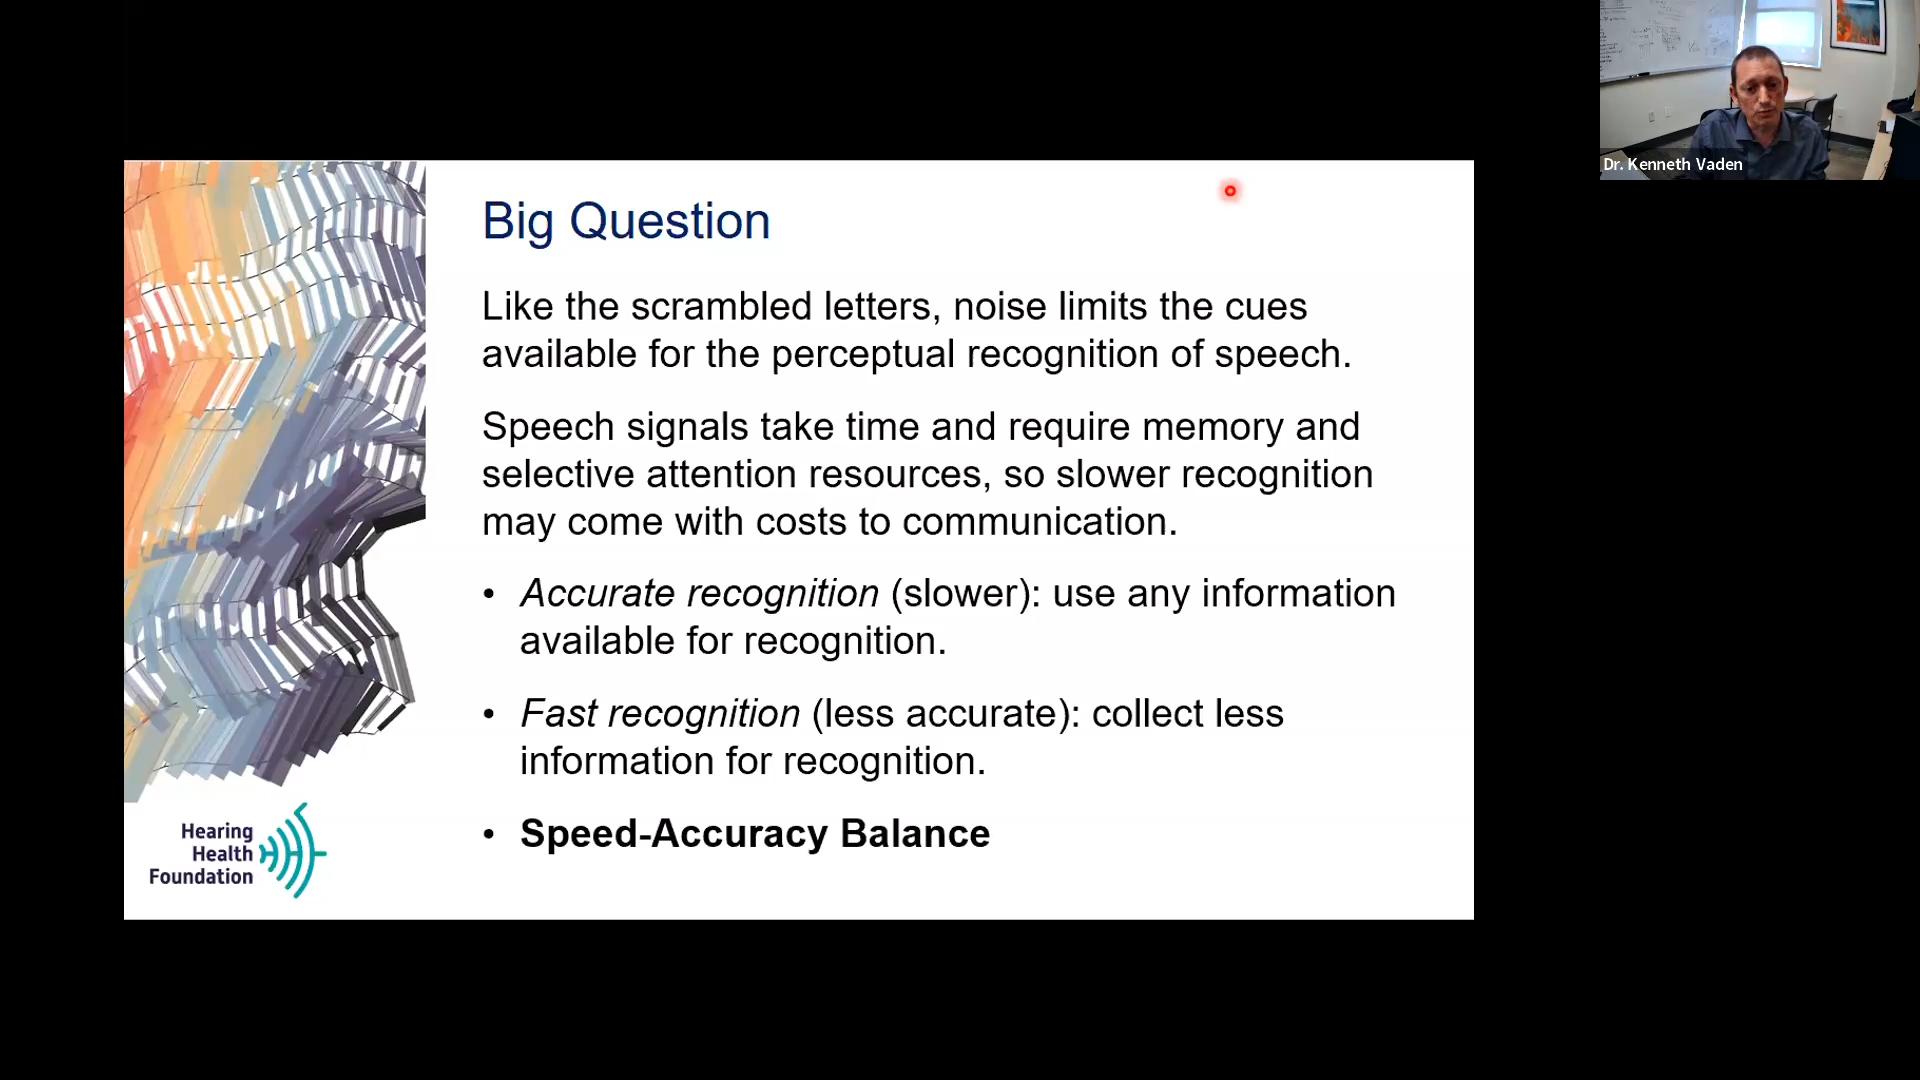 Big Question
Like the scrambled letters, noise limits the cues
available for the perceptual recognition of speech.
Speech signals take time and require memory and
selective attention resources, so slower recognition
may come with costs to communication.
• Accurate recognition (slower): use any information
available for recognition.
• Fast recognition (less accurate): collect less
information for recognition.
• Speed-Accuracy Balance
Hearing
Health
Foundation
Dr. Kenneth Vaden